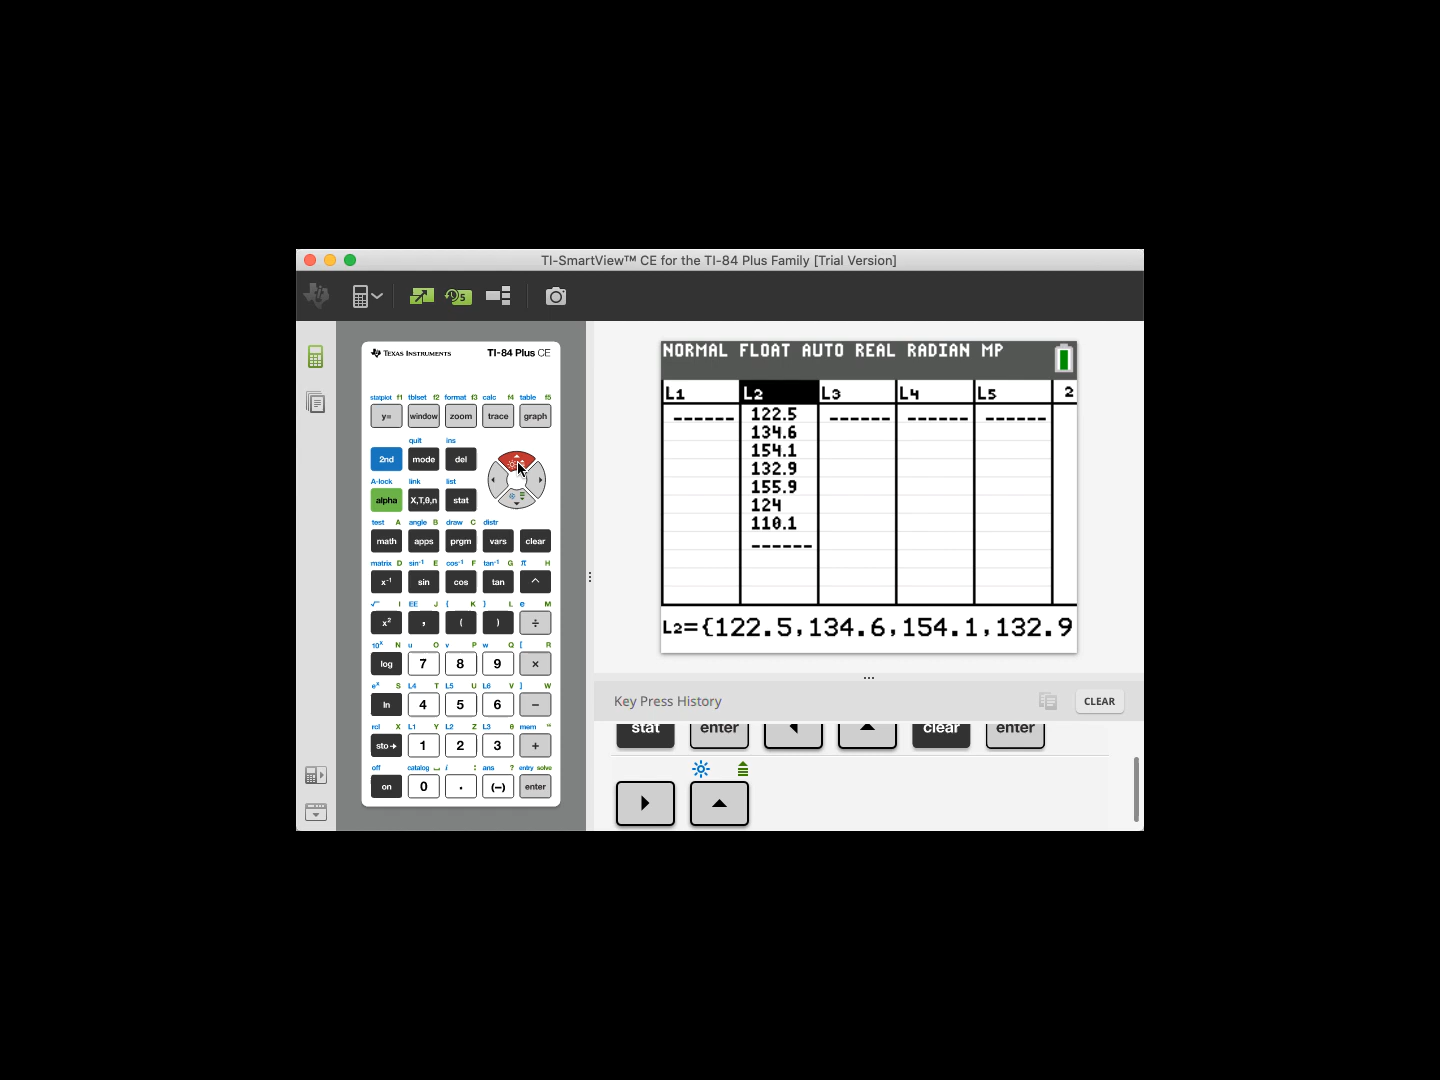 TI-SmartView™ CE for the TI-84 Plus Family [Trial Version]
5
TEXAS INSTRUMENTS TI-84 Plus CE
statplot f1 tblset f2 format f3 calc f4 table f5
y= window zoom trace graph
quit ins
2nd mode del
A-lock link list
alpha X,T,θ,n stat
test A angle B draw C distr
math apps prgm vars clear
matrix D sin⁻¹ E cos⁻¹ F tan⁻¹ G π H
x⁻¹ sin cos tan ^
√ I EE J { K } L e M
x² , ( ) ÷
10ˣ N u O v P w Q [ R
log 7 8 9 ×
eˣ S L4 T L5 U L6 V ] W
ln 4 5 6 −
rcl X L1 Y L2 Z L3 θ mem "
sto→ 1 2 3 +
off catalog ⎵ i : ans ? entry solve
on 0 . (−) enter
NORMAL FLOAT AUTO REAL RADIAN MP
L1 L2 L3 L4 L5 2
------ 122.5 ------ ------ ------
134.6
154.1
132.9
155.9
124
110.1
------
L2={122.5,134.6,154.1,132.9
Key Press History
CLEAR
stat enter clear enter